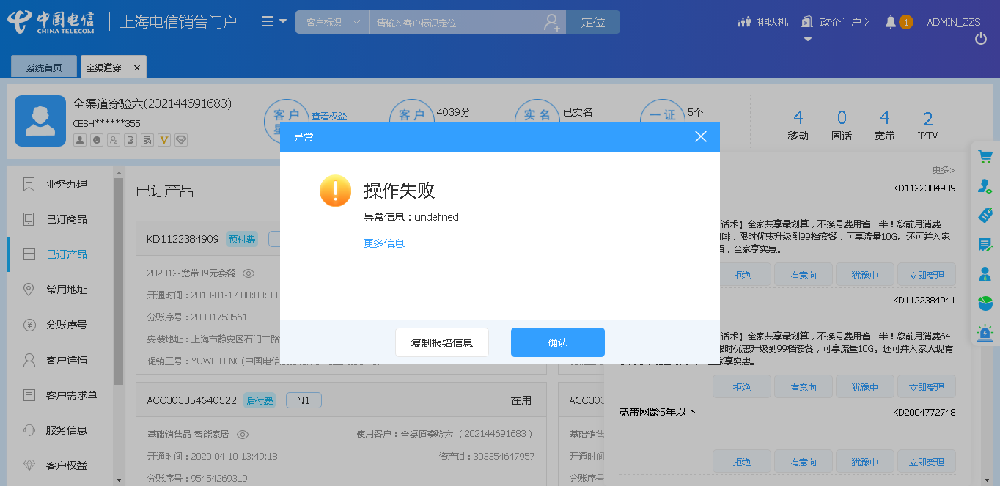 中国电信
CHINA TELECOM
上海电信销售门户
客户标识
请输入客户标识定位
定位
排队机
政企门户
1
ADMIN_ZZS
系统首页
全渠道穿...
全渠道穿验六(202144691683)
CESH******355
客户
查看权益
客户
4039分
实名
已实名
一证
5个
4
移动
0
固话
4
宽带
2
IPTV
异常
操作失败
异常信息：undefined
更多信息
复制报错信息
确认
业务办理
已订商品
已订产品
常用地址
分账序号
客户详情
客户需求单
服务信息
客户权益
已订产品
KD1122384909
预付费
202012-宽带39元套餐
开通时间：2018-01-17 00:00:00
分账序号：20001753561
安装地址：上海市静安区石门二路
促销工号：YUWEIFENG(中国电信
ACC303354640522
后付费
N1
在用
基础销售品-智能家居
使用客户：全渠道穿验六（202144691683）
开通时间：2020-04-10 13:49:18
资产Id：303354647957
分账序号：95454269319
ACC303
基础销售
开通时间
分账序号
更多>
KD1122384909
话术】全家共享最划算，不换号费用省一半！您前月消费
啡，限时优惠升级到99档套餐，可享流量10G。还可并入家
百，全家享实惠。
拒绝
有意向
犹豫中
立即受理
KD1122384941
话术】全家共享最划算，不换号费用省一半！您前月消费64
限时优惠升级到99档套餐，可享流量10G。还可并入家人现有
家享实惠。
拒绝
有意向
犹豫中
立即受理
宽带网龄5年以下
KD2004772748
拒绝
有意向
犹豫中
立即受理